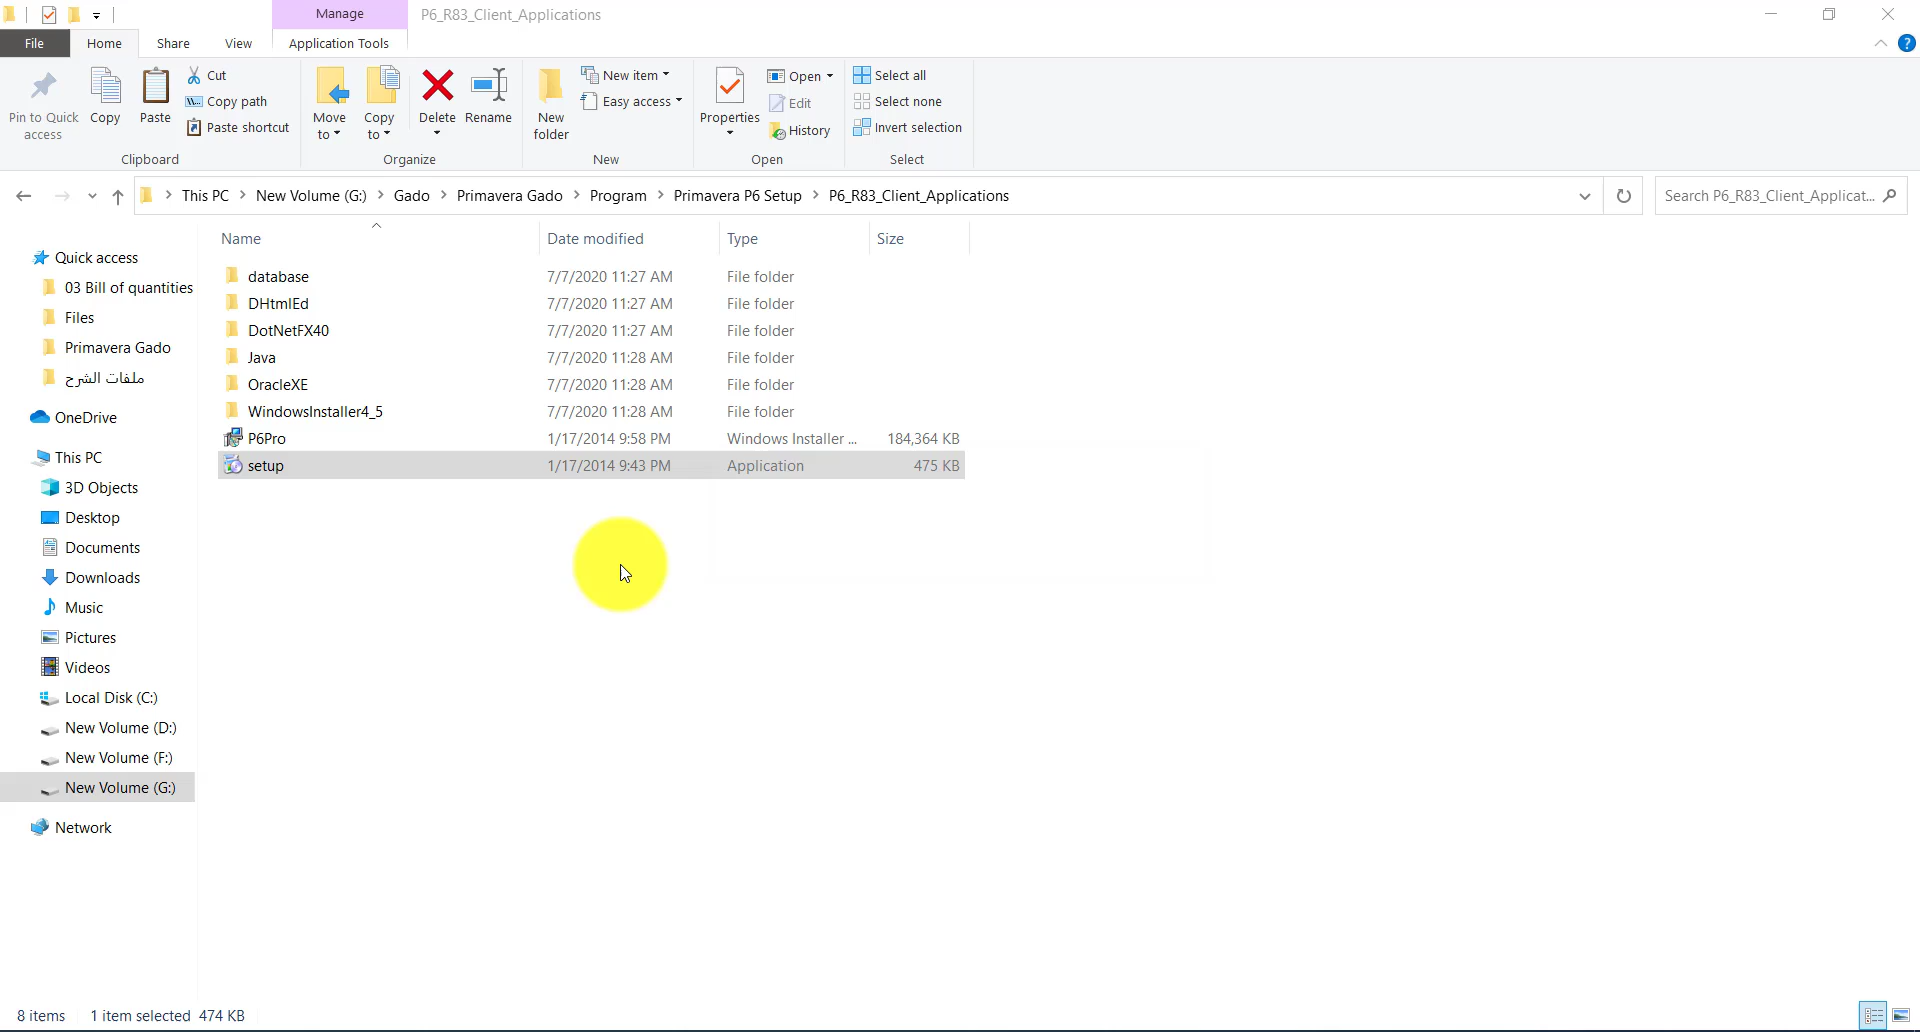 Manage
P6_R83_Client_Applications
File
Home
Share
View
Application Tools
Pin to Quick access
Copy
Paste
Cut
Copy path
Paste shortcut
Clipboard
Move to
Copy to
Delete
Rename
Organize
New folder
New item
Easy access
New
Properties
Open
Edit
History
Open
Select all
Select none
Invert selection
Select
This PC > New Volume (G:) > Gado > Primavera Gado > Program > Primavera P6 Setup > P6_R83_Client_Applications
Search P6_R83_Client_Applicat...
Name Date modified Type Size
Quick access
03 Bill of quantities
Files
Primavera Gado
ملفات الشرح
OneDrive
This PC
3D Objects
Desktop
Documents
Downloads
Music
Pictures
Videos
Local Disk (C:)
New Volume (D:)
New Volume (F:)
New Volume (G:)
Network
database 7/7/2020 11:27 AM File folder
DHtmlEd 7/7/2020 11:27 AM File folder
DotNetFX40 7/7/2020 11:27 AM File folder
Java 7/7/2020 11:28 AM File folder
OracleXE 7/7/2020 11:28 AM File folder
WindowsInstaller4_5 7/7/2020 11:28 AM File folder
P6Pro 1/17/2014 9:58 PM Windows Installer ... 184,364 KB
setup 1/17/2014 9:43 PM Application 475 KB
8 items 1 item selected 474 KB